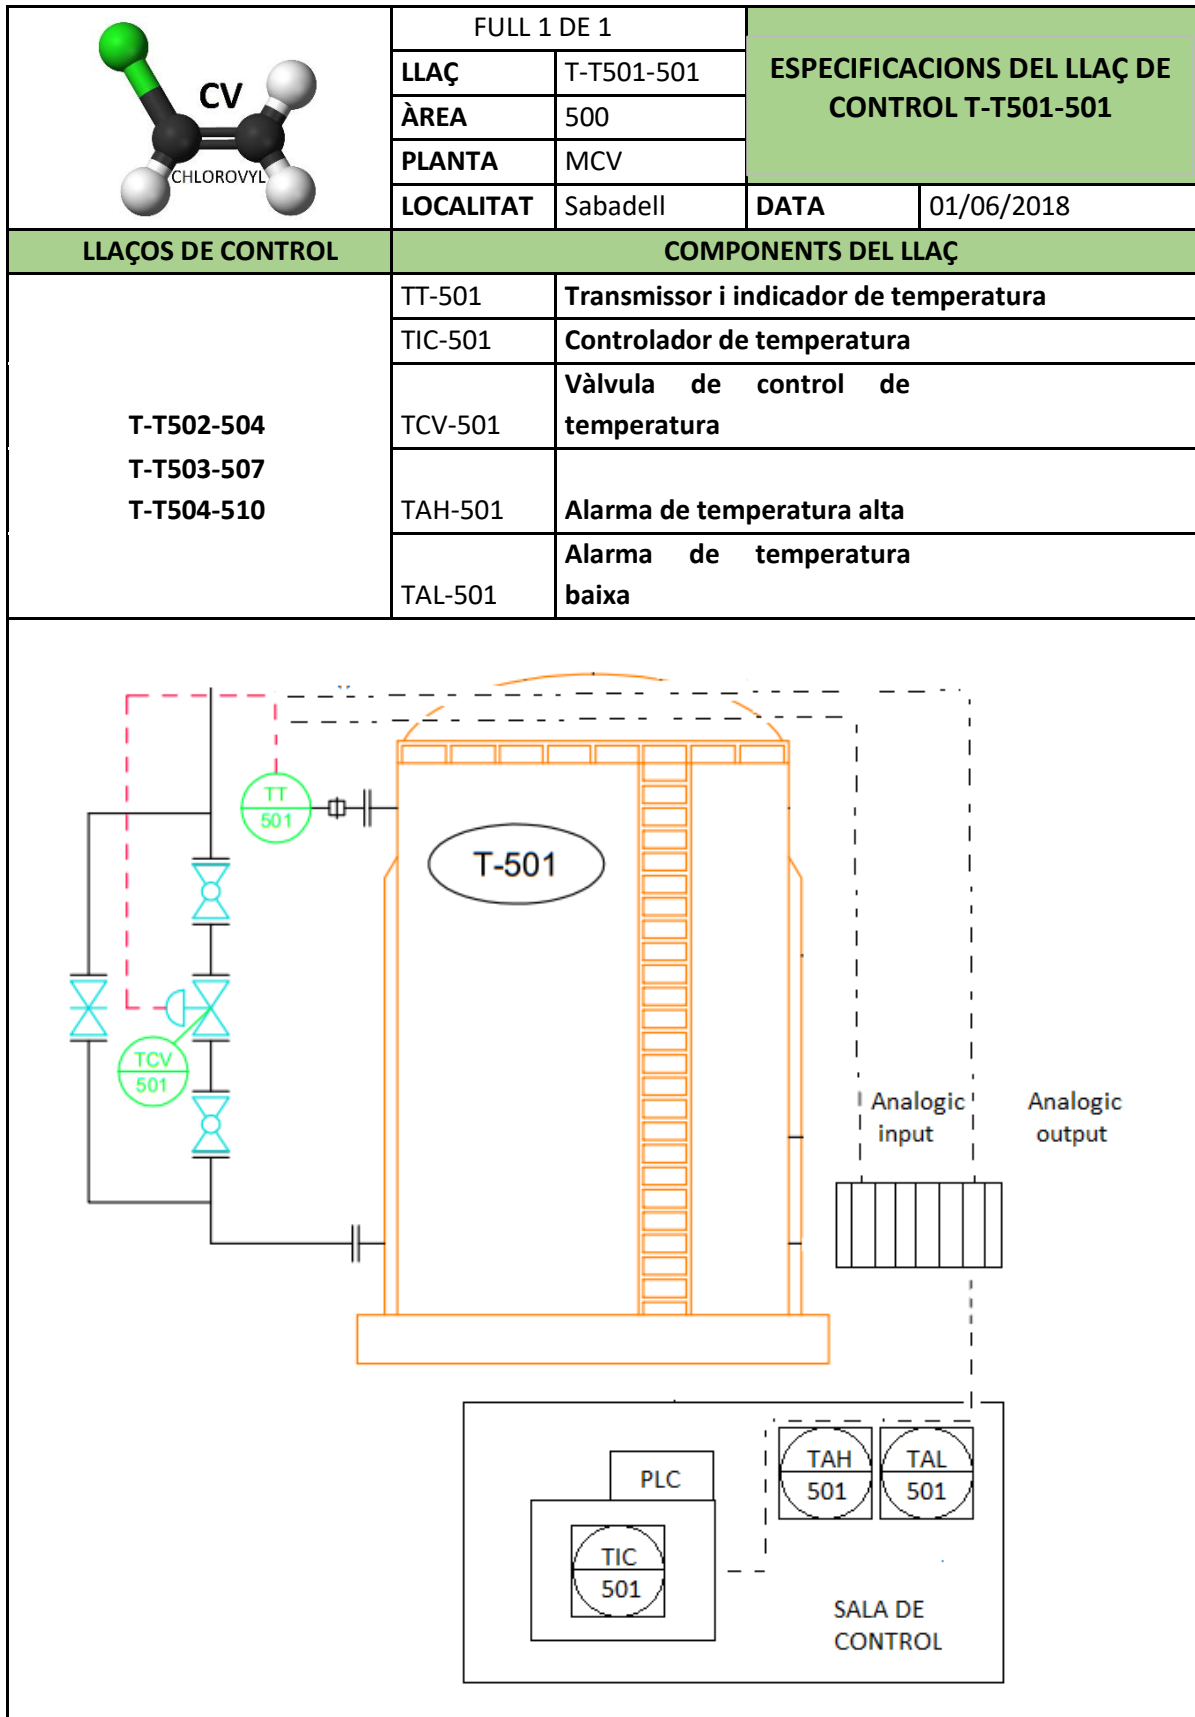 CV
CHLOROVYL
FULL 1 DE 1
LLAÇ T-T501-501
ÀREA 500
PLANTA MCV
LOCALITAT Sabadell DATA 01/06/2018
ESPECIFICACIONS DEL LLAÇ DE
CONTROL T-T501-501
LLAÇOS DE CONTROL COMPONENTS DEL LLAÇ
T-T502-504
T-T503-507
T-T504-510
TT-501 Transmissor i indicador de temperatura
TIC-501 Controlador de temperatura
Vàlvula de control de
TCV-501 temperatura
TAH-501 Alarma de temperatura alta
Alarma de temperatura
TAL-501 baixa
TT
501
T-501
TCV
501
Analogic
input
Analogic
output
PLC
TIC
501
TAH
501
TAL
501
SALA DE
CONTROL